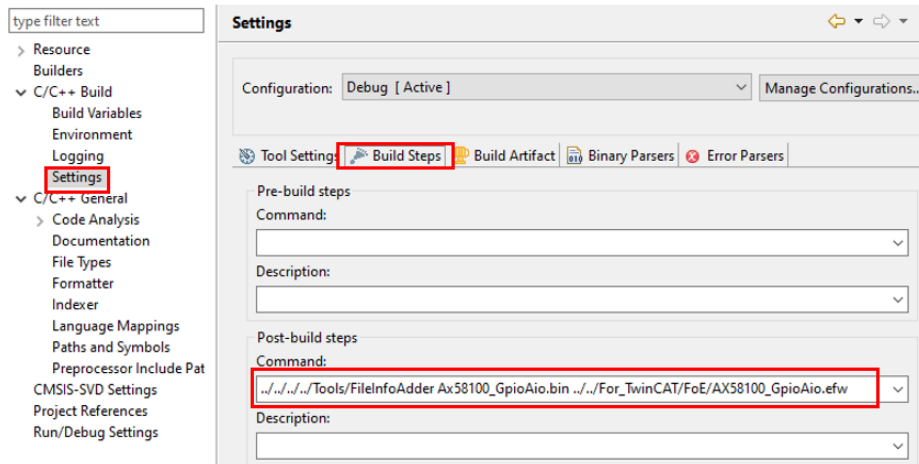 type filter text
Resource
Builders
C/C++ Build
Build Variables
Environment
Logging
Settings
C/C++ General
Code Analysis
Documentation
File Types
Formatter
Indexer
Language Mappings
Paths and Symbols
Preprocessor Include Pat
CMSIS-SVD Settings
Project References
Run/Debug Settings
Settings
Configuration: Debug [ Active ] Manage Configurations..
Tool Settings Build Steps Build Artifact Binary Parsers Error Parsers
Pre-build steps
Command:
Description:
Post-build steps
Command:
../../../../Tools/FileInfoAdder Ax58100_GpioAio.bin ../../For_TwinCAT/FoE/AX58100_GpioAio.efw
Description: